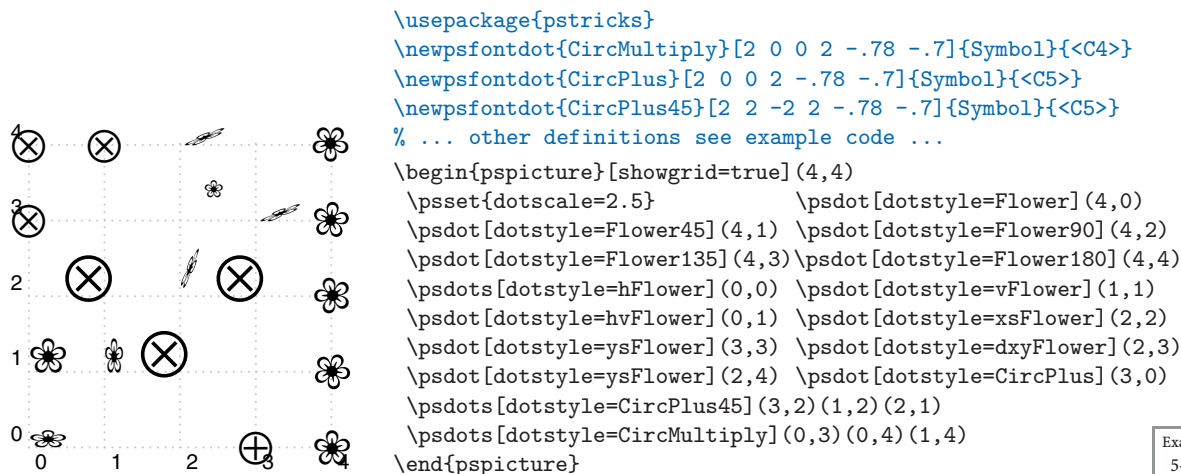 \usepackage{pstricks}
\newpsfontdot{CircMultiply}[2 0 0 2 -.78 -.7]{Symbol}{<C4>}
\newpsfontdot{CircPlus}[2 0 0 2 -.78 -.7]{Symbol}{<C5>}
\newpsfontdot{CircPlus45}[2 2 -2 2 -.78 -.7]{Symbol}{<C5>}
% ... other definitions see example code ...
\begin{pspicture}[showgrid=true](4,4)
\psset{dotscale=2.5} \psdot[dotstyle=Flower](4,0)
\psdot[dotstyle=Flower45](4,1) \psdot[dotstyle=Flower90](4,2)
\psdot[dotstyle=Flower135](4,3)\psdot[dotstyle=Flower180](4,4)
\psdots[dotstyle=hFlower](0,0) \psdot[dotstyle=vFlower](1,1)
\psdot[dotstyle=hvFlower](0,1) \psdot[dotstyle=xsFlower](2,2)
\psdot[dotstyle=ysFlower](3,3) \psdot[dotstyle=dxyFlower](2,3)
\psdot[dotstyle=ysFlower](2,4) \psdot[dotstyle=CircPlus](3,0)
\psdots[dotstyle=CircPlus45](3,2)(1,2)(2,1)
\psdots[dotstyle=CircMultiply](0,3)(0,4)(1,4)
\end{pspicture}
4
3
2
1
0
0 1 2 3 4